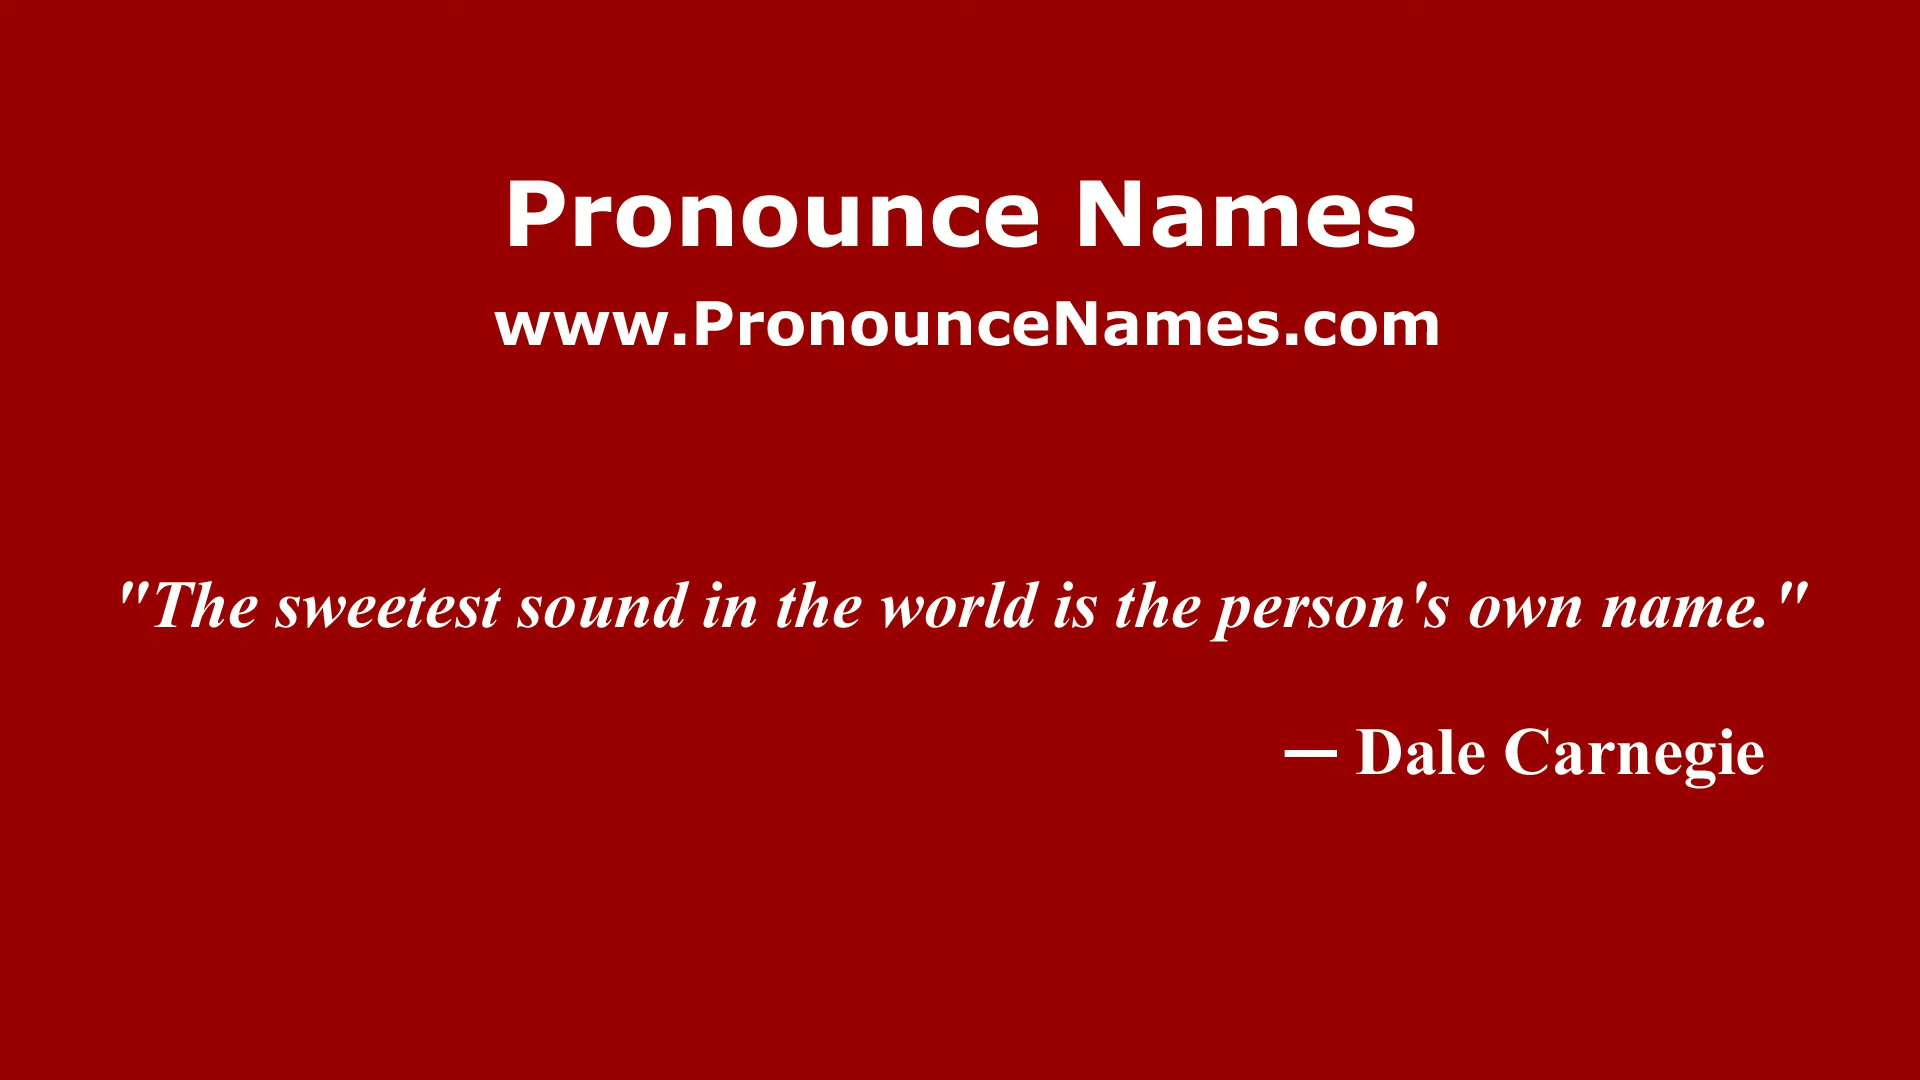 Pronounce Names
www.PronounceNames.com
"The sweetest sound in the world is the person's own name."
— Dale Carnegie